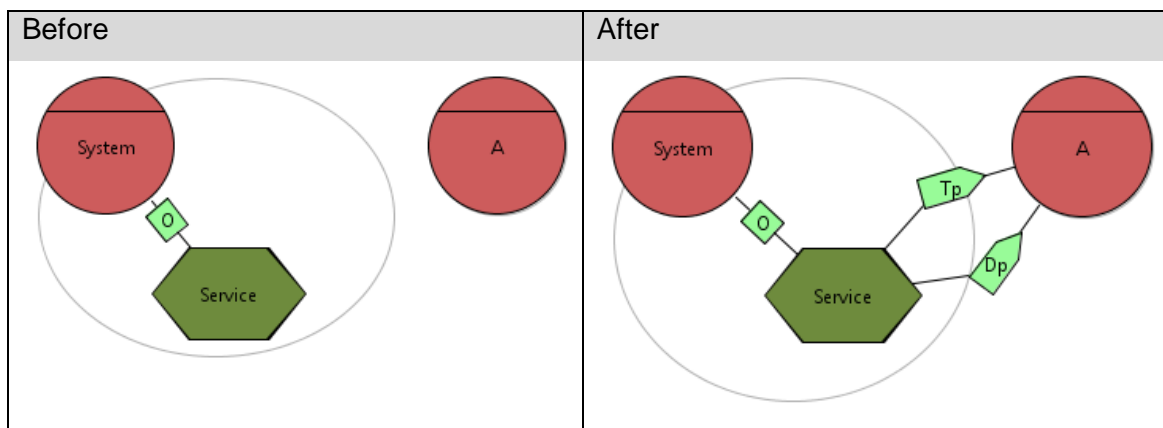 Before
After
System
A
O
Service
System
A
Tp
O
Dp
Service